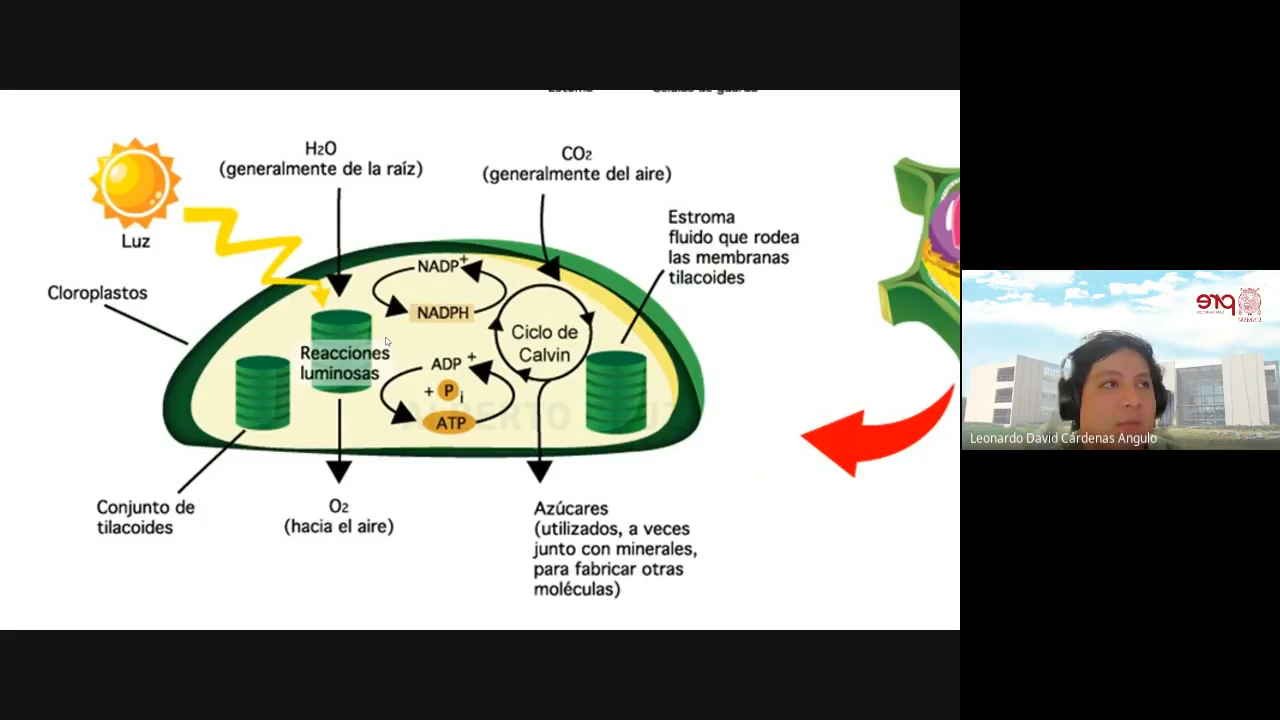 H₂O
(generalmente de la raíz)
CO₂
(generalmente del aire)
Luz
Estroma
fluido que rodea
las membranas
tilacoides
Cloroplastos
NADP⁺
NADPH
Ciclo de
Calvin
Reacciones
luminosas
ADP ⁺
+ P i
ATP
Conjunto de
tilacoides
O₂
(hacia el aire)
Azúcares
(utilizados, a veces
junto con minerales,
para fabricar otras
moléculas)
pre
UNMSM
Leonardo David Cárdenas Angulo